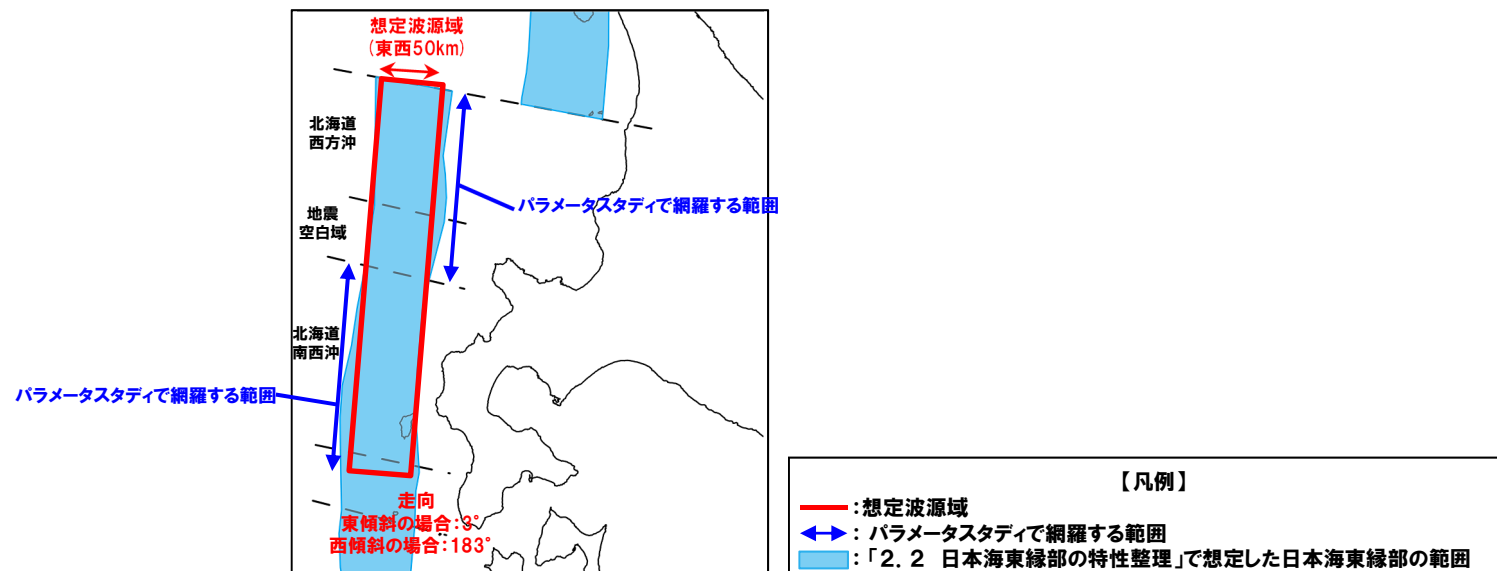 想定波源域
(東西50km)
北海道
西方沖
パラメータスタディで網羅する範囲
地震
空白域
北海道
南西沖
パラメータスタディで網羅する範囲
走向
東傾斜の場合:3°
西傾斜の場合:183°
【凡例】
:想定波源域
: パラメータスタディで網羅する範囲
:「2.2 日本海東縁部の特性整理」で想定した日本海東縁部の範囲